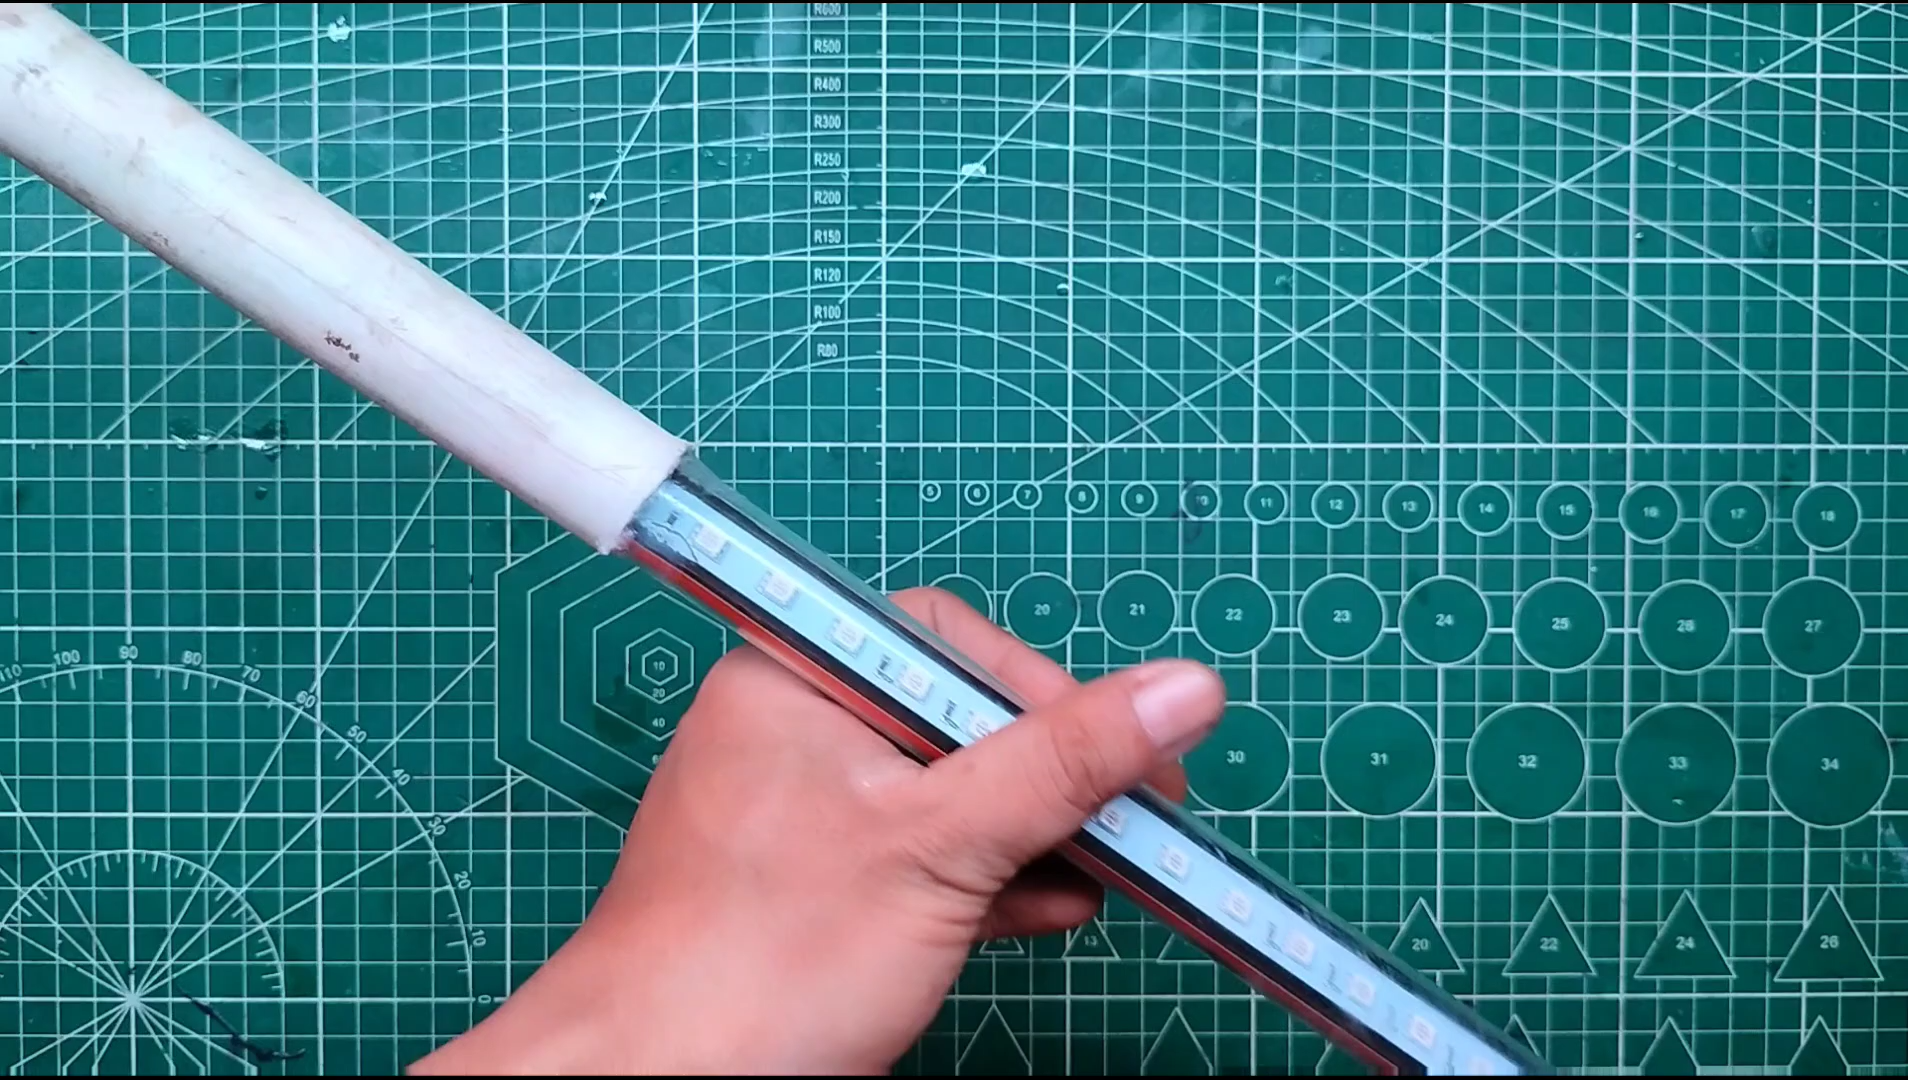 R600
R500
R400
R300
R250
R200
R150
R120
R100
R80
5 6 7 8 9 10 11 12 13 14 15 16 17 18
20 21 22 23 24 25 26 27
30 31 32 33 34
10
20
40
110 100 90 80 70 60 50 40 30 20 10 0
13 20 22 24 26